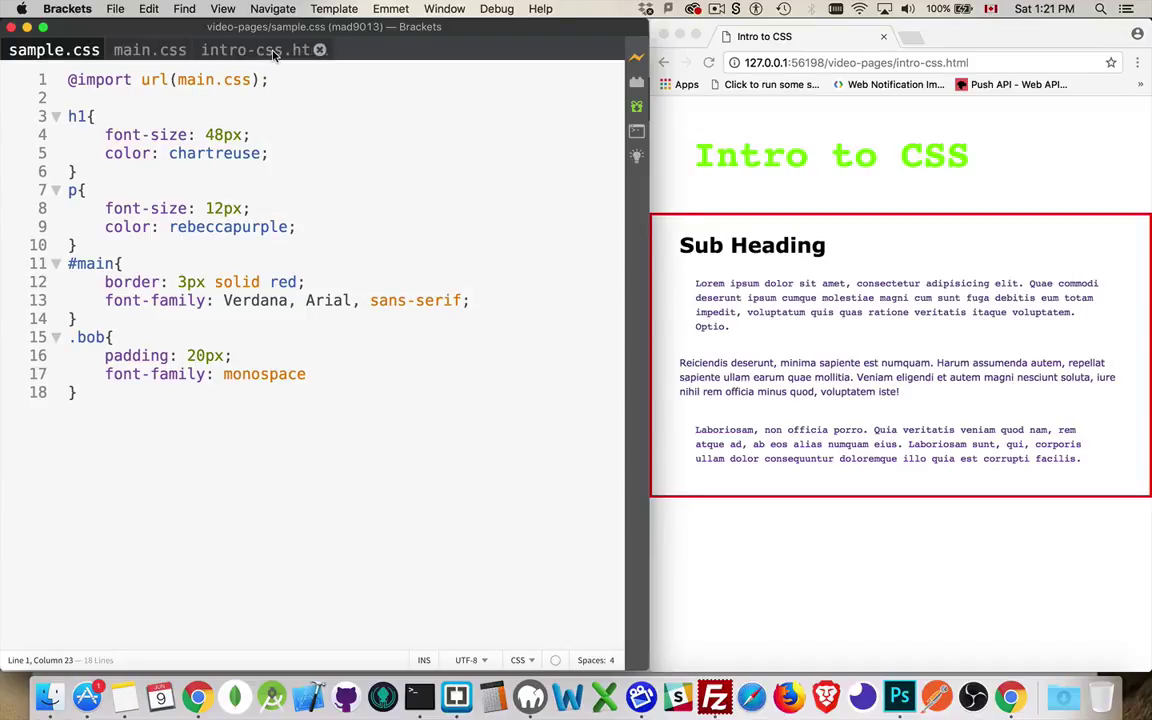 Brackets File Edit Find View Navigate Template Emmet Window Debug Help
100% Sat 1:21 PM
video-pages/sample.css (mad9013) — Brackets
sample.css main.css intro-css.ht
1 @import url(main.css);
2
3 h1{
4 font-size: 48px;
5 color: chartreuse;
6 }
7 p{
8 font-size: 12px;
9 color: rebeccapurple;
10 }
11 #main{
12 border: 3px solid red;
13 font-family: Verdana, Arial, sans-serif;
14 }
15 .bob{
16 padding: 20px;
17 font-family: monospace
18 }
Line 1, Column 23 — 18 Lines
INS UTF-8 CSS Spaces: 4
Intro to CSS
127.0.0.1:56198/video-pages/intro-css.html
Apps Click to run some s... Web Notification Im... Push API - Web API... »
Intro to CSS
Sub Heading
Lorem ipsum dolor sit amet, consectetur adipisicing elit. Quae commodi
deserunt ipsum cumque molestiae magni cum sunt fuga debitis eum totam
impedit, voluptatum quis quas ratione veritatis itaque voluptatem.
Optio.
Reiciendis deserunt, minima sapiente est numquam. Harum assumenda autem, repellat
sapiente ullam earum quae mollitia. Veniam eligendi et autem magni nesciunt soluta, iure
nihil rem officia minus quod, voluptatem iste!
Laboriosam, non officia porro. Quia veritatis veniam quod nam, rem
atque ad, ab eos alias numquam eius. Laboriosam sunt, qui, corporis
ullam dolor consequuntur doloremque illo quia est corrupti facilis.